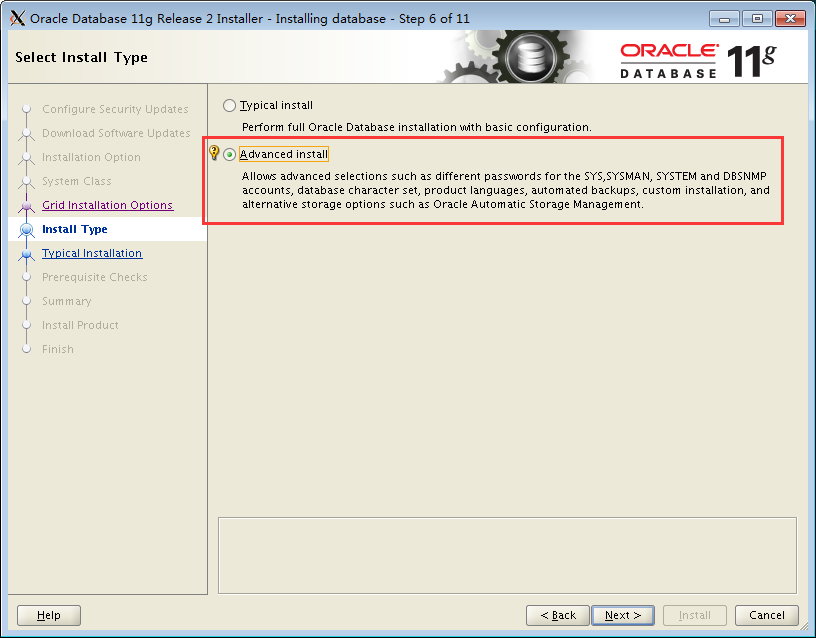 Oracle Database 11g Release 2 Installer - Installing database - Step 6 of 11
Select Install Type
ORACLE
DATABASE
11g
Configure Security Updates
Download Software Updates
Installation Option
System Class
Grid Installation Options
Install Type
Typical Installation
Prerequisite Checks
Summary
Install Product
Finish
Typical install
Perform full Oracle Database installation with basic configuration.
Advanced install
Allows advanced selections such as different passwords for the SYS,SYSMAN, SYSTEM and DBSNMP
accounts, database character set, product languages, automated backups, custom installation, and
alternative storage options such as Oracle Automatic Storage Management.
Help
< Back
Next >
Install
Cancel